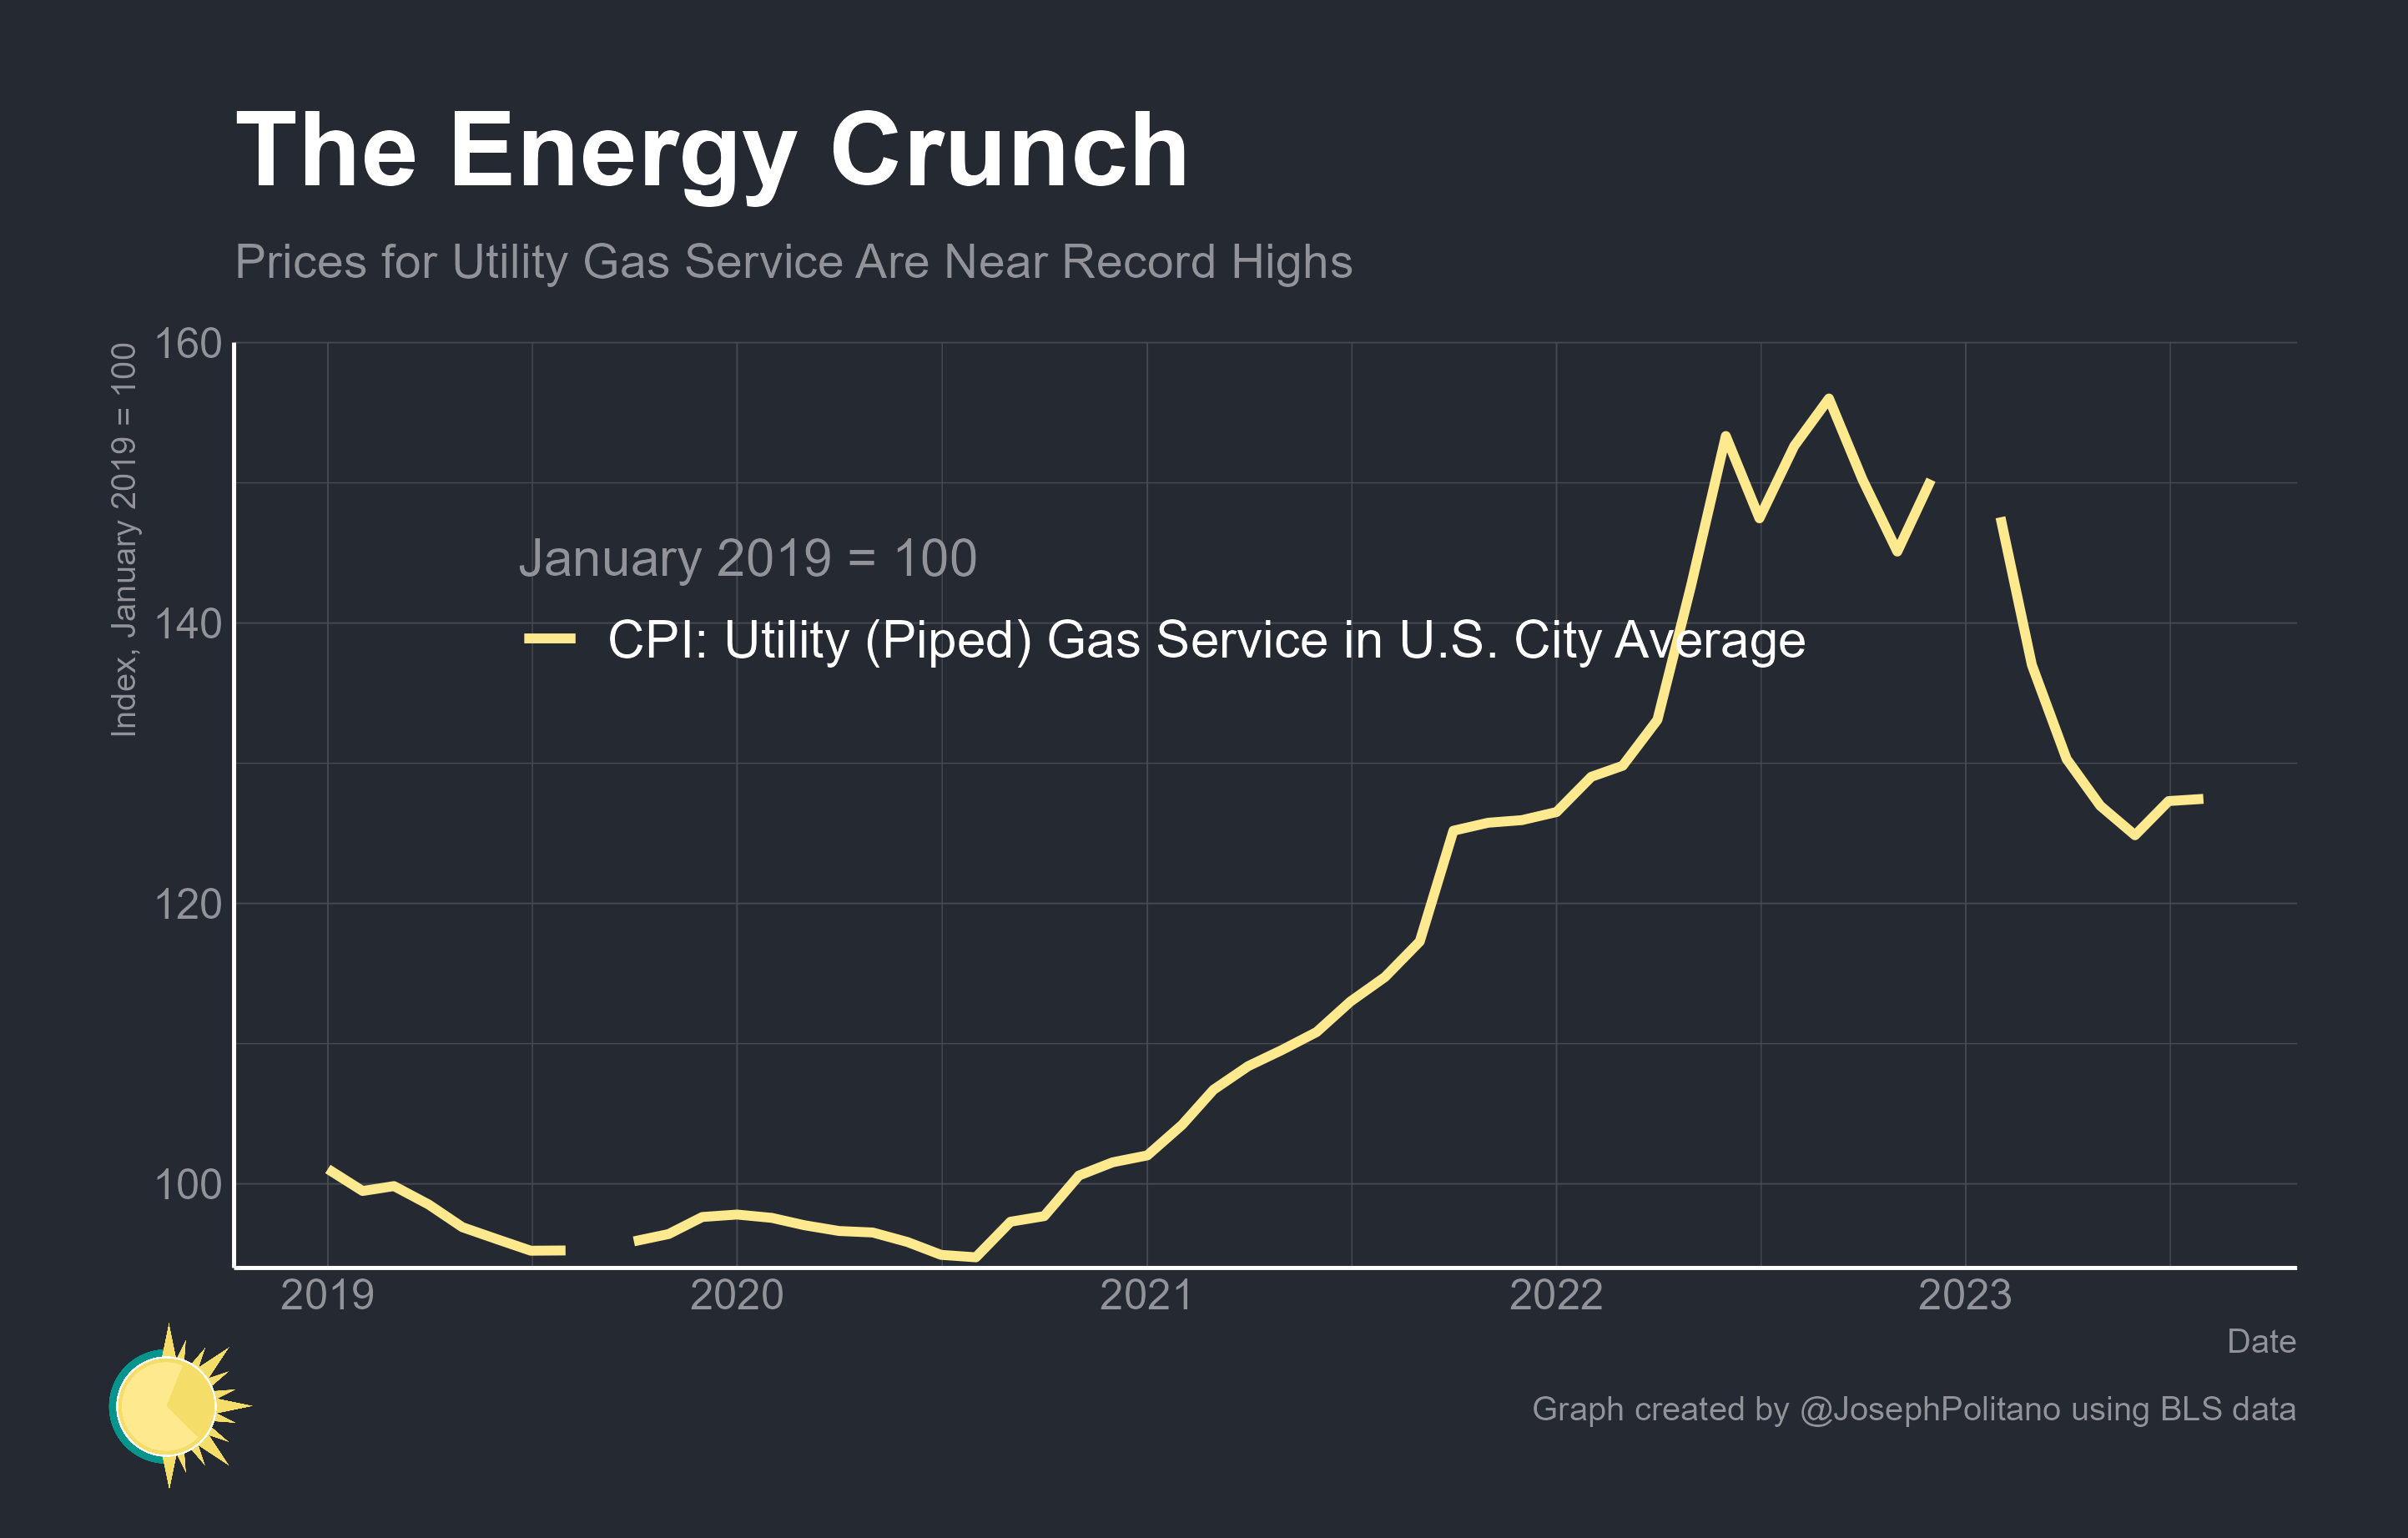 The Energy Crunch
Prices for Utility Gas Service Are Near Record Highs
Index, January 2019 = 100
160
140
120
100
January 2019 = 100
CPI: Utility (Piped) Gas Service in U.S. City Average
2019 2020 2021 2022 2023
Date
Graph created by @JosephPolitano using BLS data